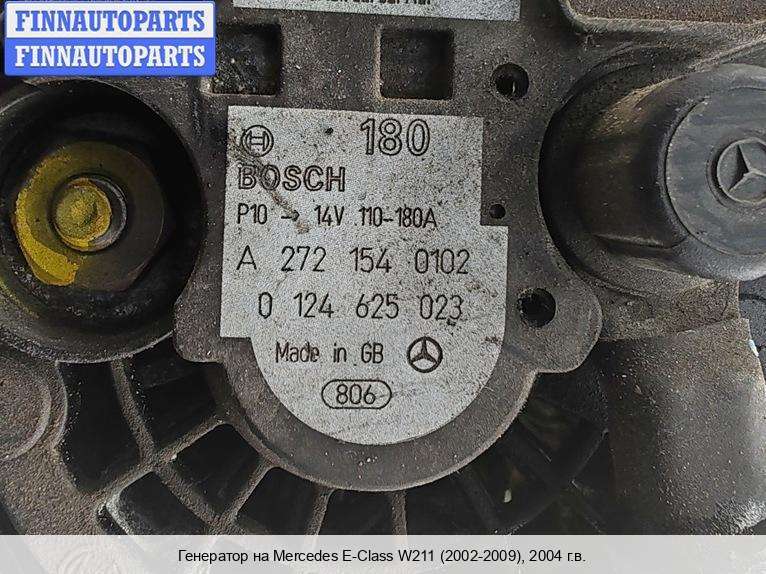 FINNAUTOPARTS
FINNAUTOPARTS
180
BOSCH
P10 → 14V 110-180A
A 272 154 0102
0 124 625 023
Made in GB
806
Генератор на Mercedes E-Class W211 (2002-2009), 2004 г.в.